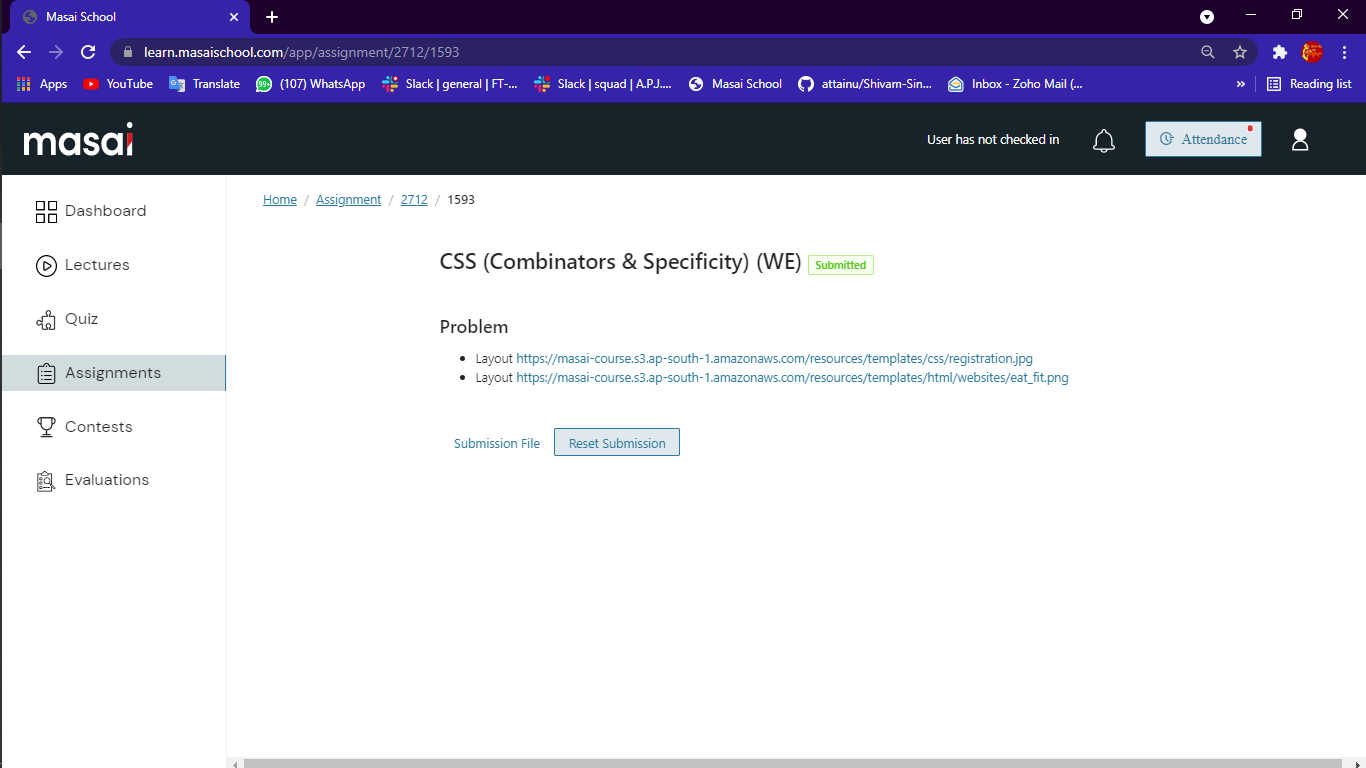 Masai School
learn.masaischool.com/app/assignment/2712/1593
Apps YouTube Translate 99+ (107) WhatsApp Slack | general | FT-... Slack | squad | A.P.J.... Masai School attainu/Shivam-Sin... Inbox - Zoho Mail (... » Reading list
masai User has not checked in Attendance
Home / Assignment / 2712 / 1593
Dashboard
Lectures
Quiz
Assignments
Contests
Evaluations
CSS (Combinators & Specificity) (WE) Submitted
Problem
• Layout https://masai-course.s3.ap-south-1.amazonaws.com/resources/templates/css/registration.jpg
• Layout https://masai-course.s3.ap-south-1.amazonaws.com/resources/templates/html/websites/eat_fit.png
Submission File Reset Submission